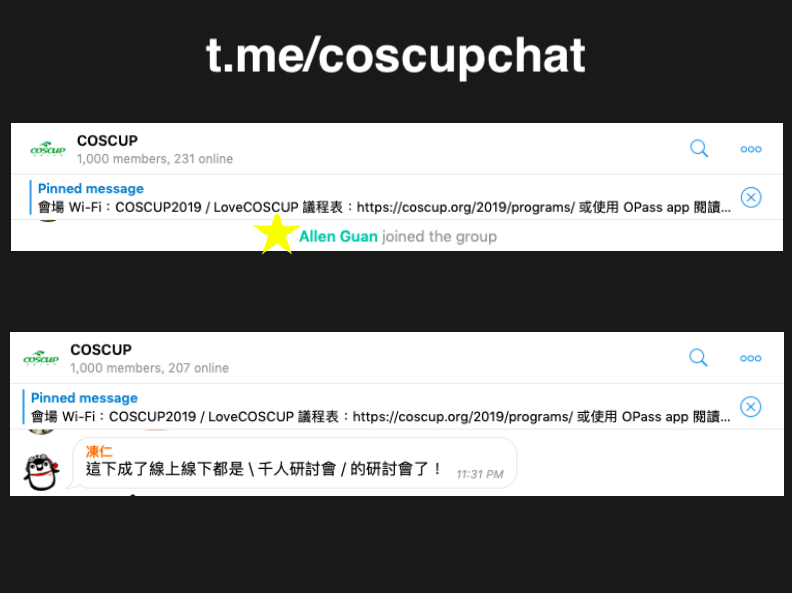 t.me/coscupchat
COSCUP
COSCUP
1,000 members, 231 online
Pinned message
會場 Wi-Fi：COSCUP2019 / LoveCOSCUP 議程表：https://coscup.org/2019/programs/ 或使用 OPass app 閱讀...
Allen Guan joined the group
COSCUP
COSCUP
1,000 members, 207 online
Pinned message
會場 Wi-Fi：COSCUP2019 / LoveCOSCUP 議程表：https://coscup.org/2019/programs/ 或使用 OPass app 閱讀...
凍仁
這下成了線上線下都是 \ 千人研討會 / 的研討會了！ 11:31 PM